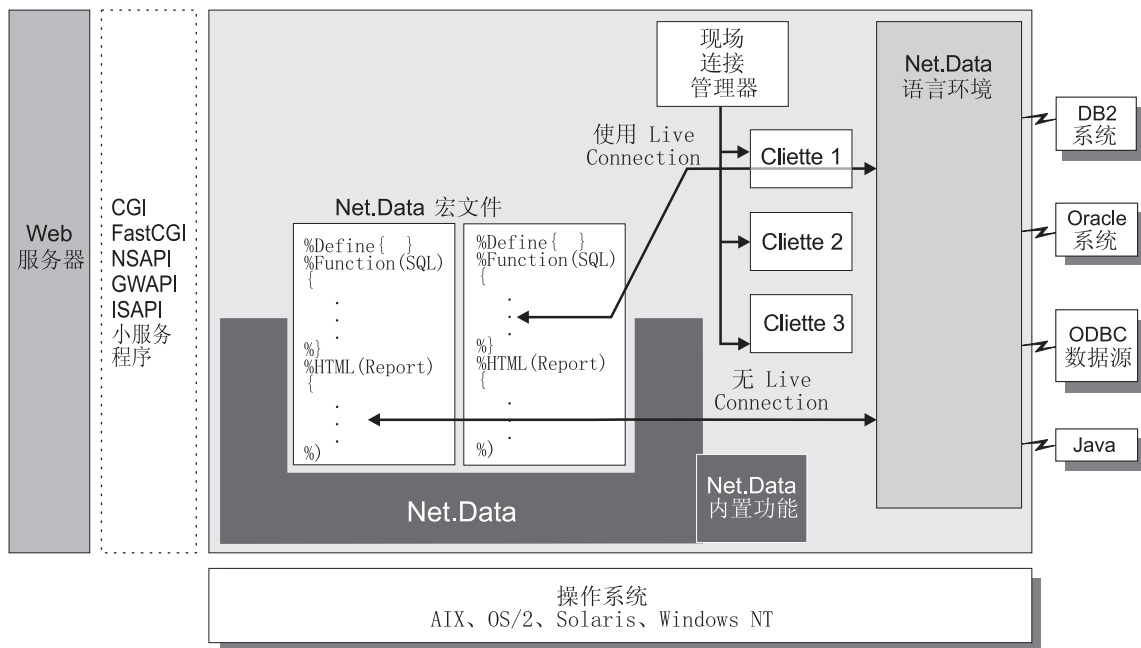 Web
服务器
CGI
FastCGI
NSAPI
GWAPI
ISAPI
小服务
程序
现场
连接
管理器
Net.Data
语言环境
使用 Live
Connection
Cliette 1
Cliette 2
Cliette 3
Net.Data 宏文件
%Define{  }
%Function(SQL)
{
.
.
.
%}
%HTML(Report)
{
.
.
.
%)
%Define{  }
%Function(SQL)
{
.
.
.
%}
%HTML(Report)
{
.
.
.
%)
无 Live
Connection
Net.Data
Net.Data
内置功能
DB2
系统
Oracle
系统
ODBC
数据源
Java
操作系统
AIX、OS/2、Solaris、Windows NT